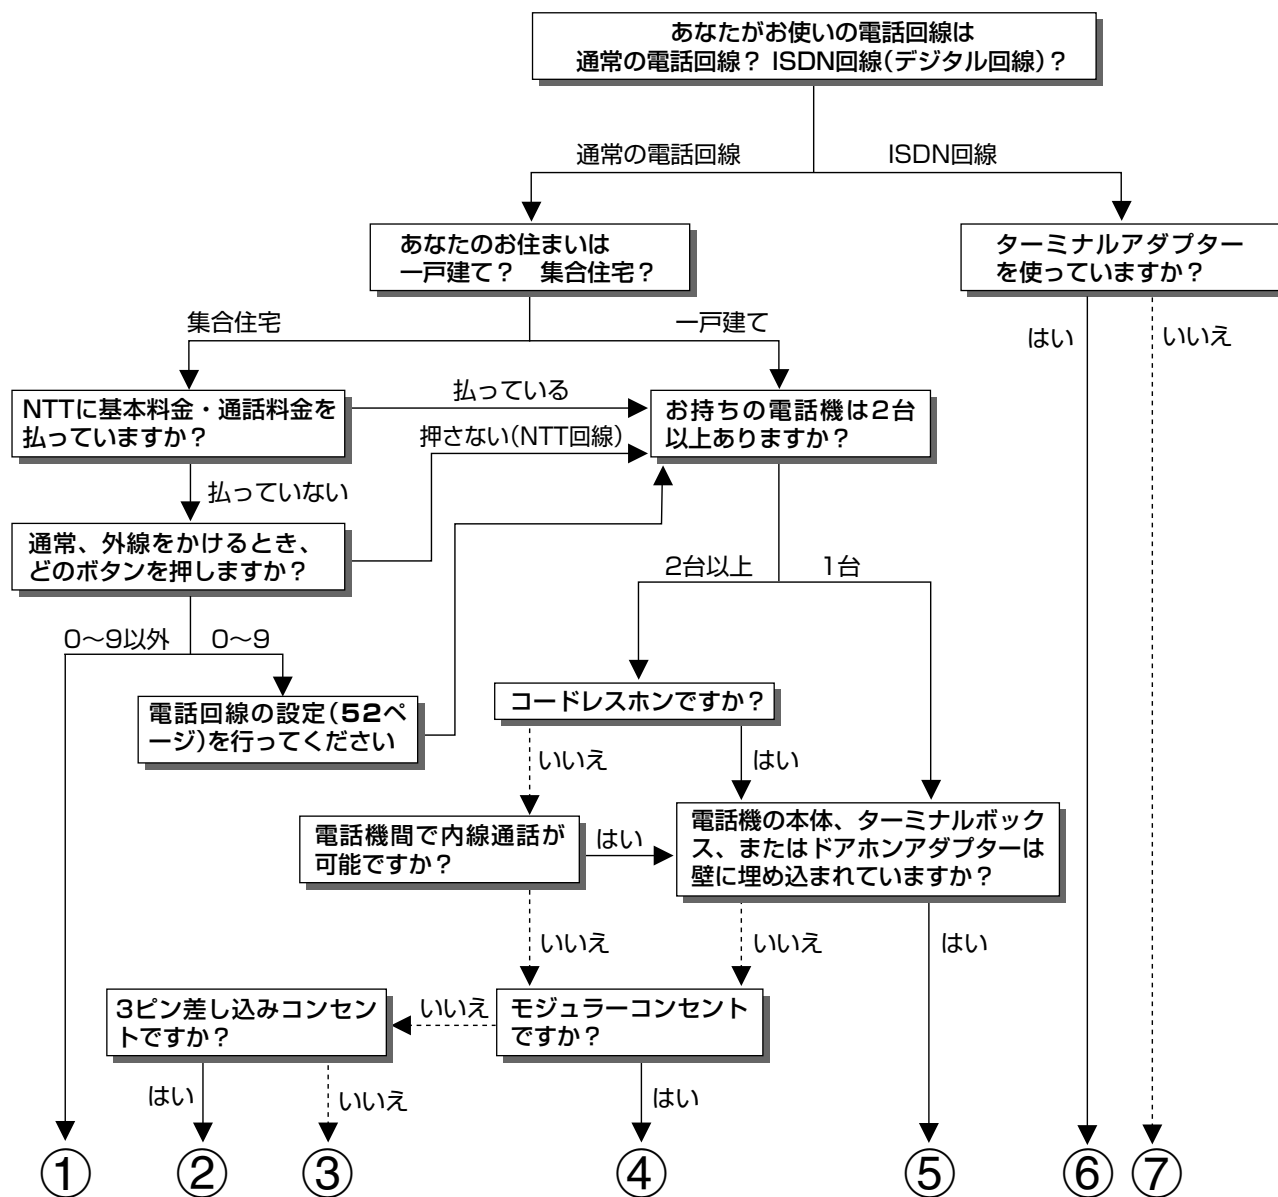 あなたがお使いの電話回線は
通常の電話回線？ ISDN回線(デジタル回線)？
通常の電話回線
ISDN回線
あなたのお住まいは
一戸建て？　集合住宅？
ターミナルアダプター
を使っていますか？
集合住宅
一戸建て
はい
いいえ
NTTに基本料金・通話料金を
払っていますか？
払っている
お持ちの電話機は2台
以上ありますか？
押さない(NTT回線)
払っていない
通常、外線をかけるとき、
どのボタンを押しますか？
2台以上
1台
0〜9以外
0〜9
電話回線の設定(52ペ
ージ)を行ってください
コードレスホンですか？
いいえ
はい
電話機間で内線通話が
可能ですか？
はい
電話機の本体、ターミナルボック
ス、またはドアホンアダプターは
壁に埋め込まれていますか？
いいえ
いいえ
はい
3ピン差し込みコンセン
トですか？
いいえ
モジュラーコンセント
ですか？
はい
いいえ
はい
①
②
③
④
⑤
⑥
⑦